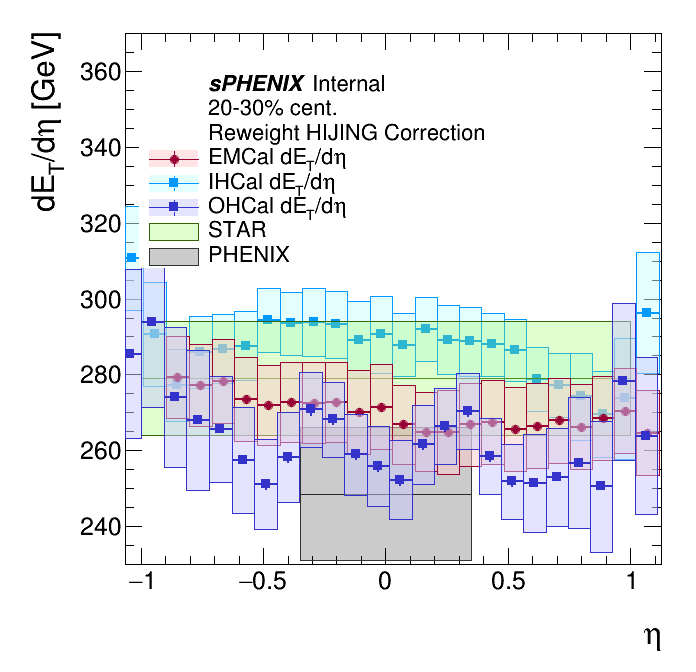 dE_T/dη [GeV]
360
340
320
300
280
260
240
sPHENIX Internal
20-30% cent.
Reweight HIJING Correction
EMCal dE_T/dη
IHCal dE_T/dη
OHCal dE_T/dη
STAR
PHENIX
−1 −0.5 0 0.5 1
η